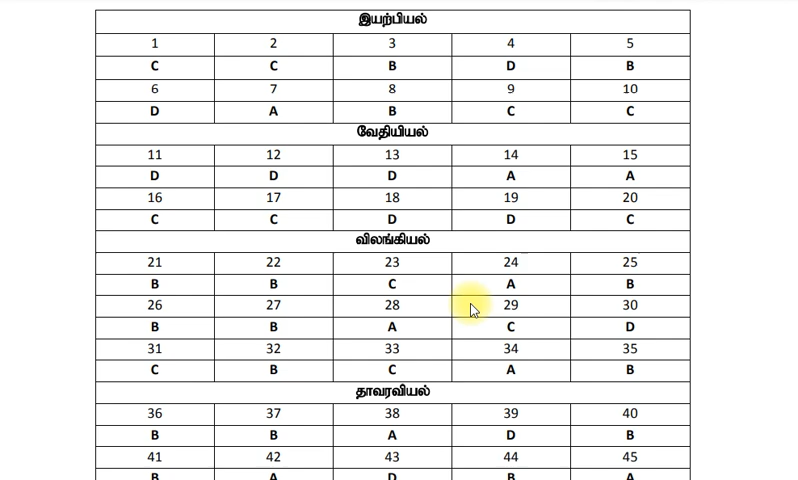 இயற்பியல்
1 2 3 4 5
C C B D B
6 7 8 9 10
D A B C C
வேதியியல்
11 12 13 14 15
D D D A A
16 17 18 19 20
C C D D C
விலங்கியல்
21 22 23 24 25
B B C A B
26 27 28 29 30
B B A C D
31 32 33 34 35
C B C A B
தாவரவியல்
36 37 38 39 40
B B A D B
41 42 43 44 45
B A D B A